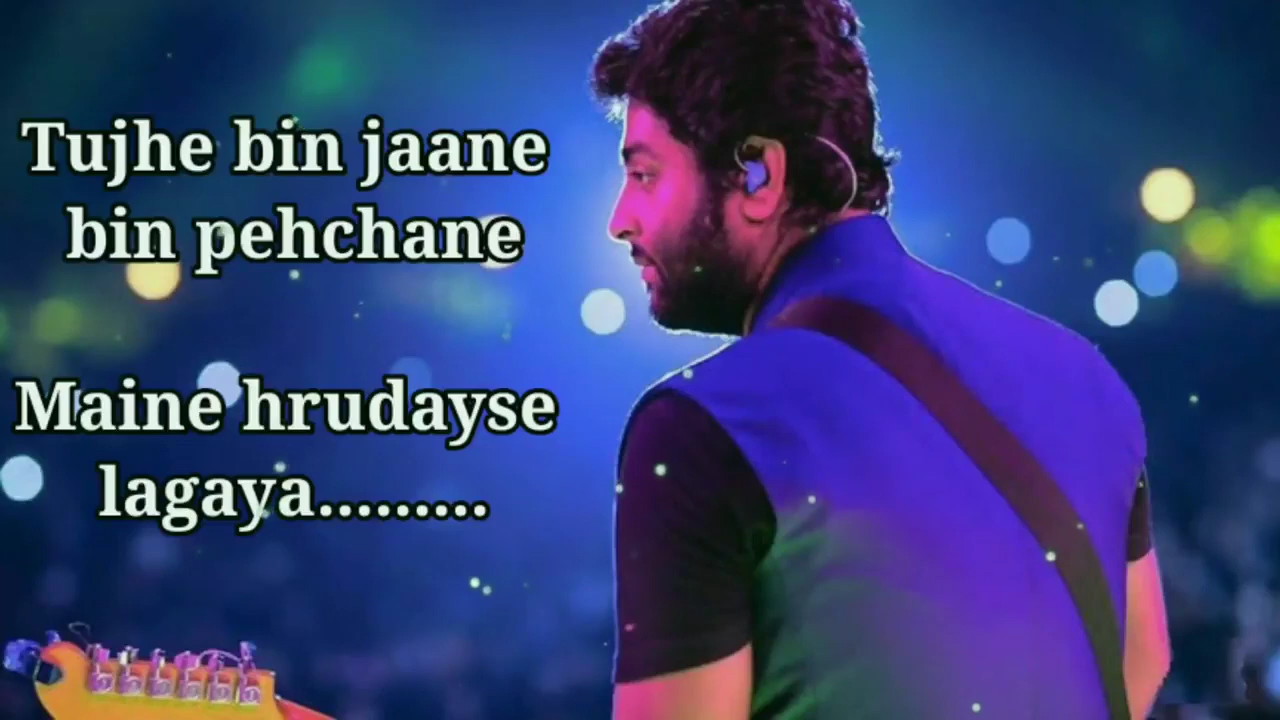 Tujhe bin jaane
bin pehchane
Maine hrudayse
lagaya.........